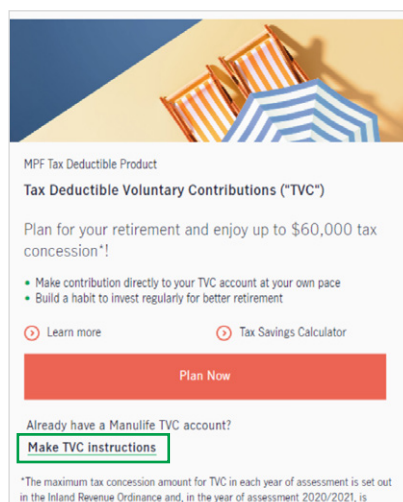 MPF Tax Deductible Product
Tax Deductible Voluntary Contributions ("TVC")
Plan for your retirement and enjoy up to $60,000 tax
concession*!
• Make contribution directly to your TVC account at your own pace
• Build a habit to invest regularly for better retirement
Learn more
Tax Savings Calculator
Plan Now
Already have a Manulife TVC account?
Make TVC instructions
*The maximum tax concession amount for TVC in each year of assessment is set out
in the Inland Revenue Ordinance and, in the year of assessment 2020/2021, is